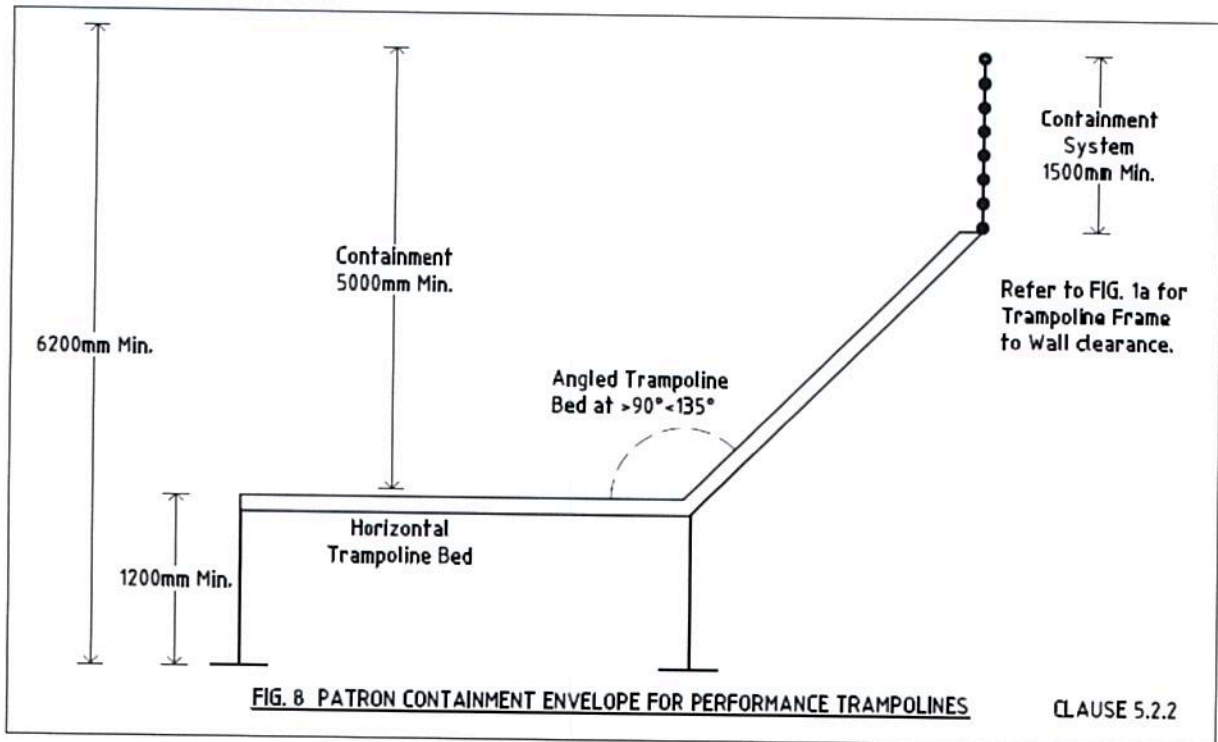 Containment
System
1500mm Min.
Containment
5000mm Min.
Refer to FIG. 1a for
Trampoline Frame
to Wall clearance.
6200mm Min.
Angled Trampoline
Bed at >90°<135°
Horizontal
Trampoline Bed
1200mm Min.
FIG. 8 PATRON CONTAINMENT ENVELOPE FOR PERFORMANCE TRAMPOLINES
CLAUSE 5.2.2